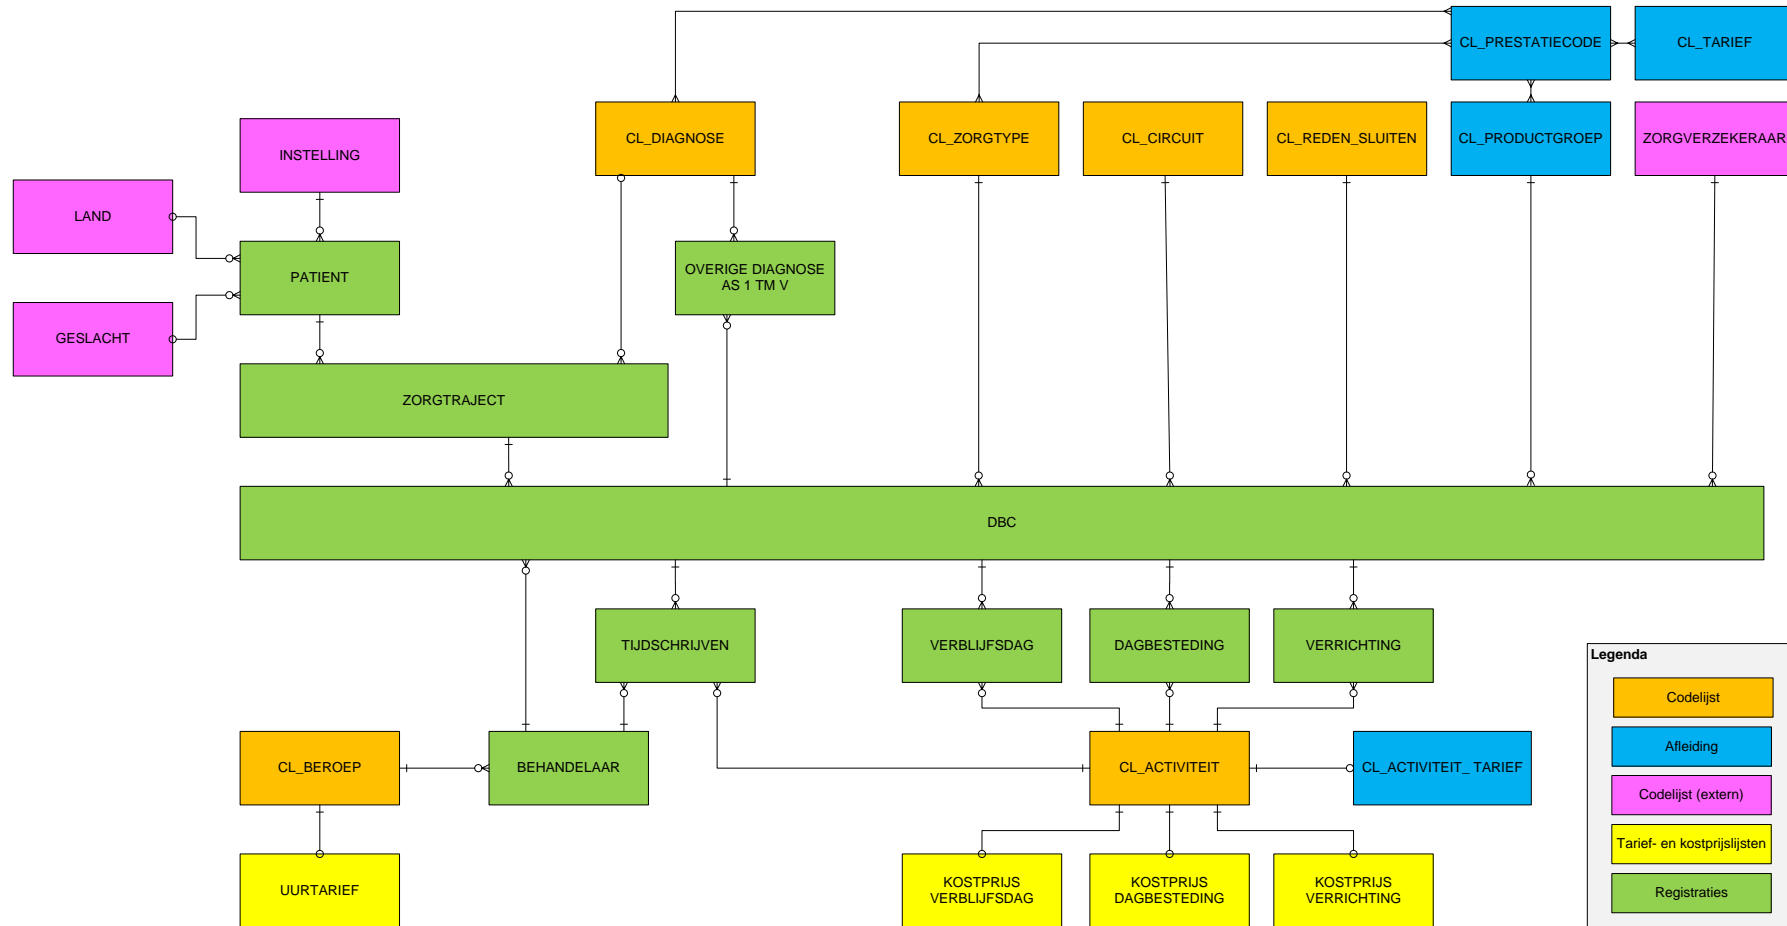 CL_PRESTATIECODE
CL_TARIEF
CL_DIAGNOSE
CL_ZORGTYPE
CL_CIRCUIT
CL_REDEN_SLUITEN
CL_PRODUCTGROEP
ZORGVERZEKERAAR
INSTELLING
LAND
PATIENT
OVERIGE DIAGNOSE
AS 1 TM V
GESLACHT
ZORGTRAJECT
DBC
TIJDSCHRIJVEN
VERBLIJFSDAG
DAGBESTEDING
VERRICHTING
CL_BEROEP
BEHANDELAAR
CL_ACTIVITEIT
CL_ACTIVITEIT_ TARIEF
UURTARIEF
KOSTPRIJS
VERBLIJFSDAG
KOSTPRIJS
DAGBESTEDING
KOSTPRIJS
VERRICHTING
Legenda
Codelijst
Afleiding
Codelijst (extern)
Tarief- en kostprijslijsten
Registraties